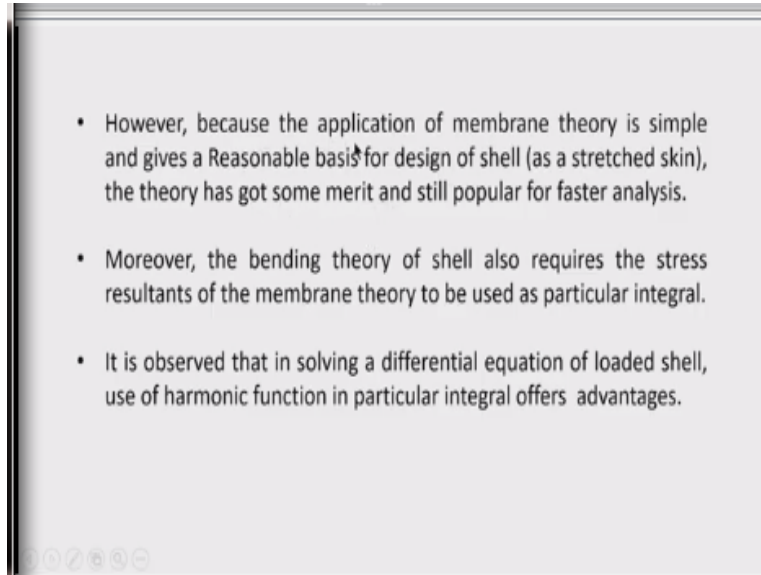 • However, because the application of membrane theory is simple
and gives a Reasonable basis for design of shell (as a stretched skin),
the theory has got some merit and still popular for faster analysis.
• Moreover, the bending theory of shell also requires the stress
resultants of the membrane theory to be used as particular integral.
• It is observed that in solving a differential equation of loaded shell,
use of harmonic function in particular integral offers advantages.